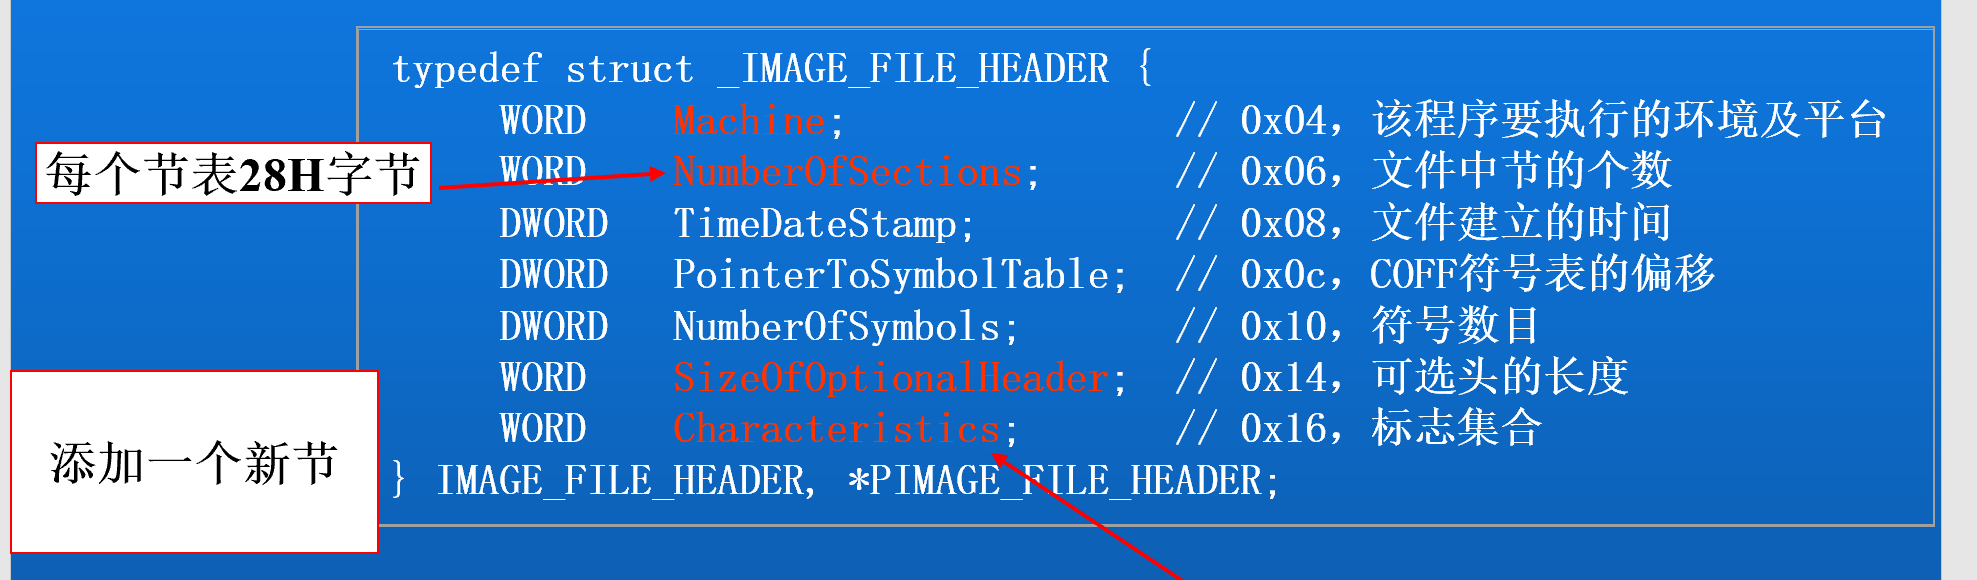 typedef struct _IMAGE_FILE_HEADER {
WORD Machine; // 0x04，该程序要执行的环境及平台
每个节表28H字节
WORD NumberOfSections; // 0x06，文件中节的个数
DWORD TimeDateStamp; // 0x08，文件建立的时间
DWORD PointerToSymbolTable; // 0x0c，COFF符号表的偏移
DWORD NumberOfSymbols; // 0x10，符号数目
WORD SizeOfOptionalHeader; // 0x14，可选头的长度
WORD Characteristics; // 0x16，标志集合
添加一个新节
} IMAGE_FILE_HEADER, *PIMAGE_FILE_HEADER;